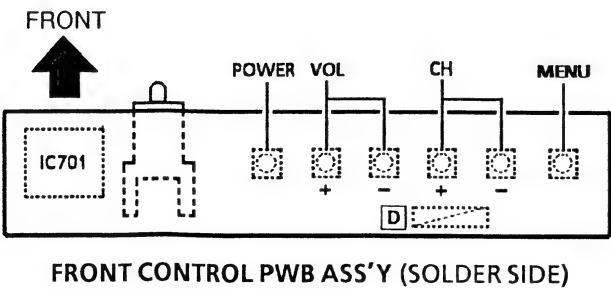 FRONT
POWER VOL CH MENU
IC701
+ - + -
D
FRONT CONTROL PWB ASS'Y (SOLDER SIDE)